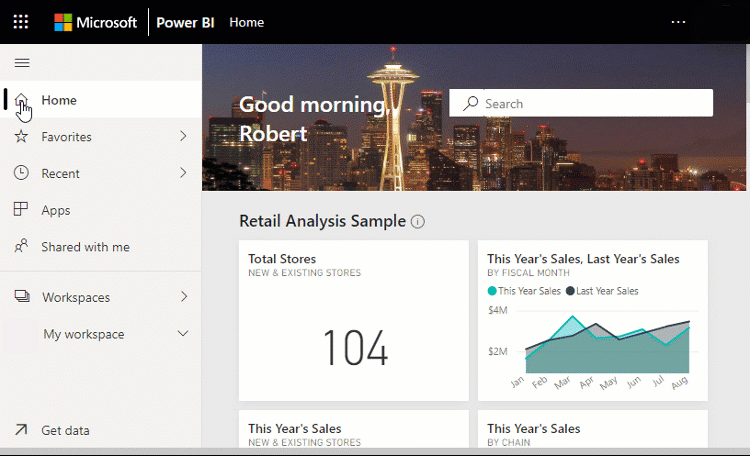 Microsoft Power BI Home
Home
Favorites
Recent
Apps
Shared with me
Workspaces
My workspace
Get data
Good morning,
Robert
Search
Retail Analysis Sample
Total Stores
NEW & EXISTING STORES
104
This Year's Sales, Last Year's Sales
BY FISCAL MONTH
This Year Sales Last Year Sales
$4M
$2M
Jan Feb Mar Apr May Jun Jul Aug
This Year's Sales
NEW & EXISTING STORES
This Year's Sales
BY CHAIN